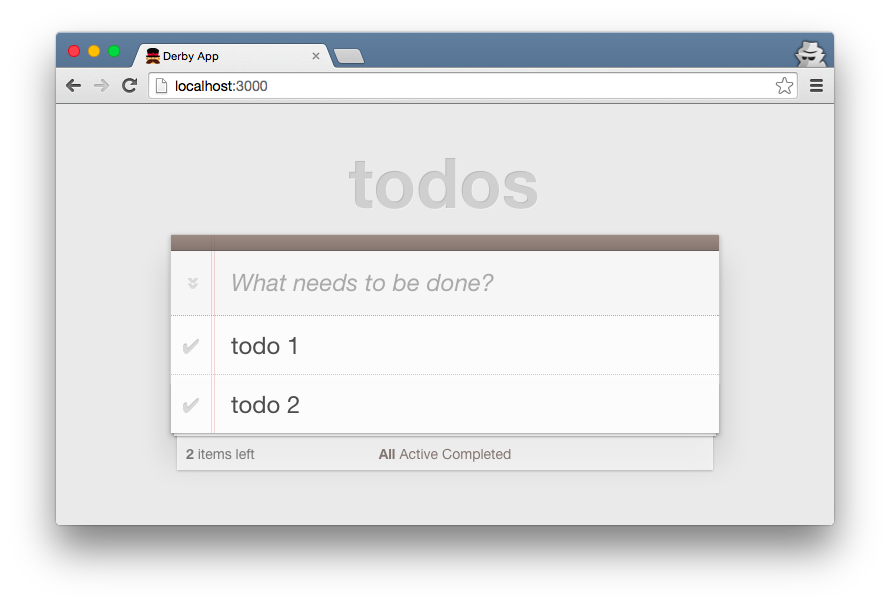 Derby App
localhost:3000
todos
What needs to be done?
todo 1
todo 2
2 items left All Active Completed